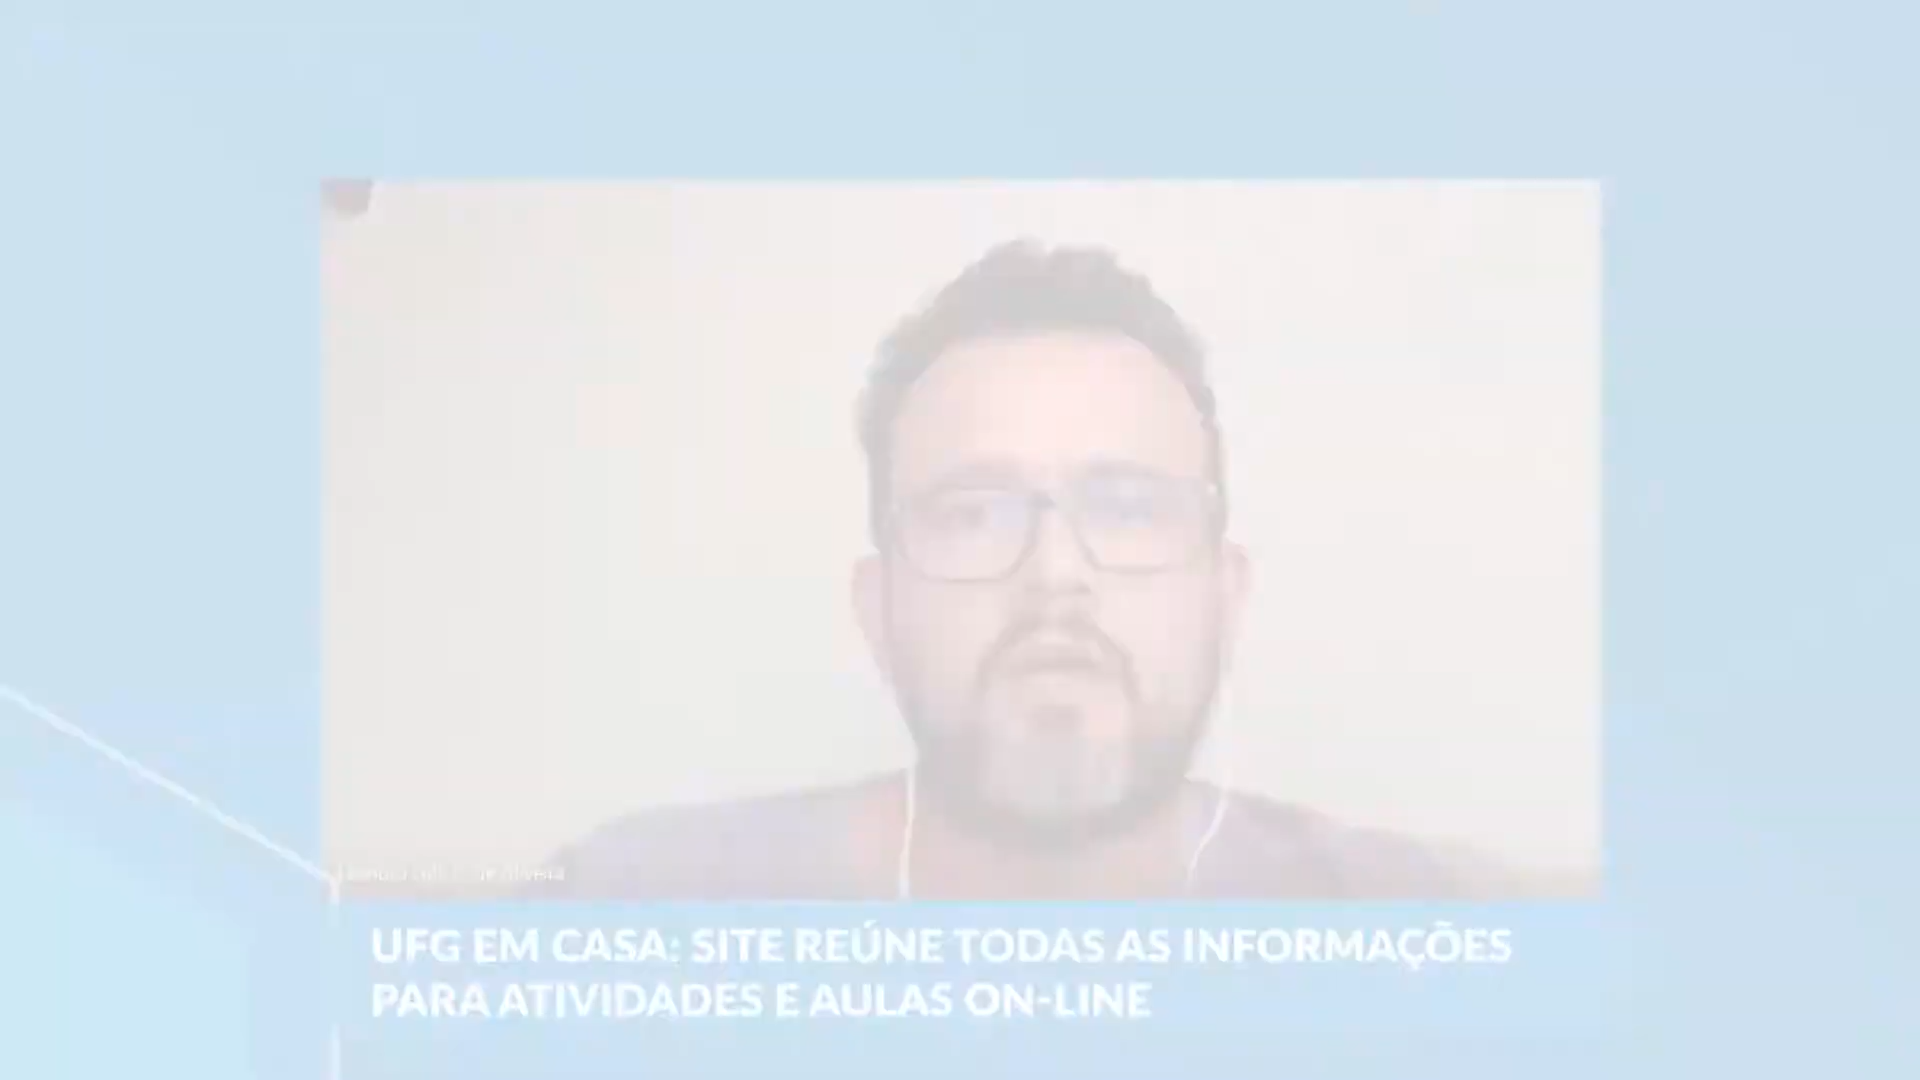 UFG EM CASA: SITE REÚNE TODAS AS INFORMAÇÕES
PARA ATIVIDADES E AULAS ON-LINE